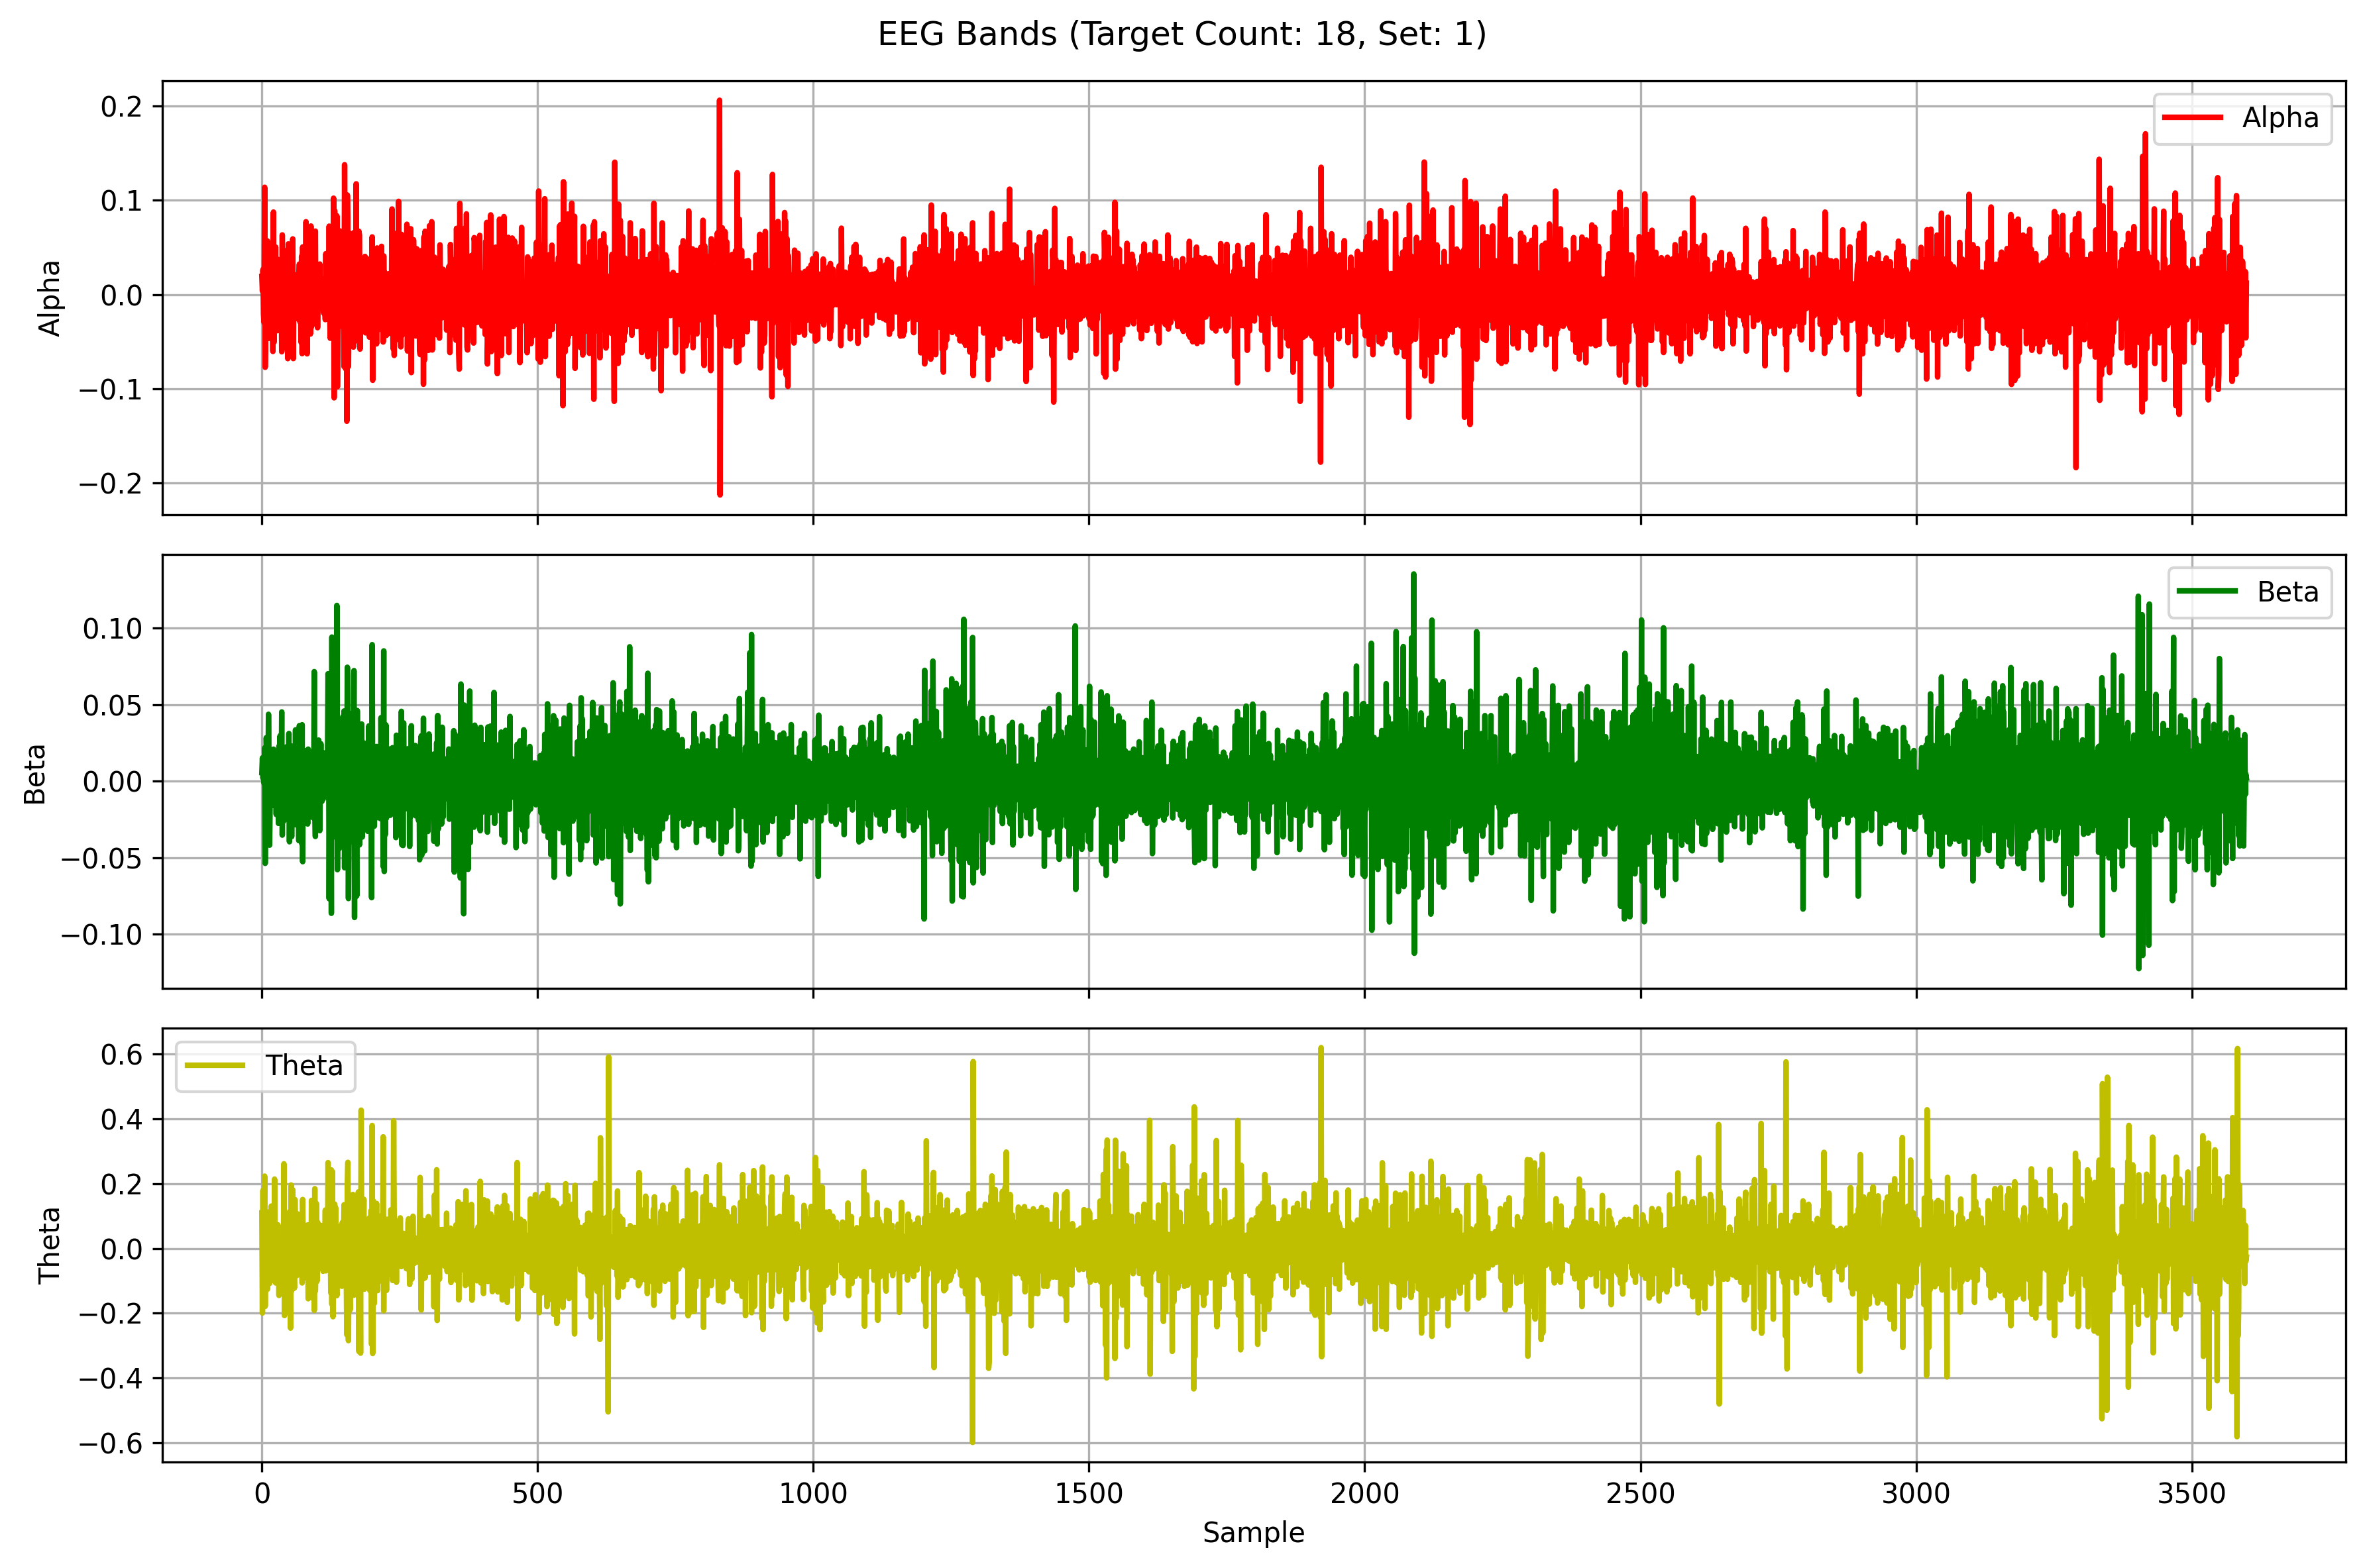 EEG Bands (Target Count: 18, Set: 1)
0.2
0.1
0.0
−0.1
−0.2
Alpha
Alpha
0.10
0.05
0.00
−0.05
−0.10
Beta
Beta
0.6
0.4
0.2
0.0
−0.2
−0.4
−0.6
Theta
Theta
0 500 1000 1500 2000 2500 3000 3500
Sample